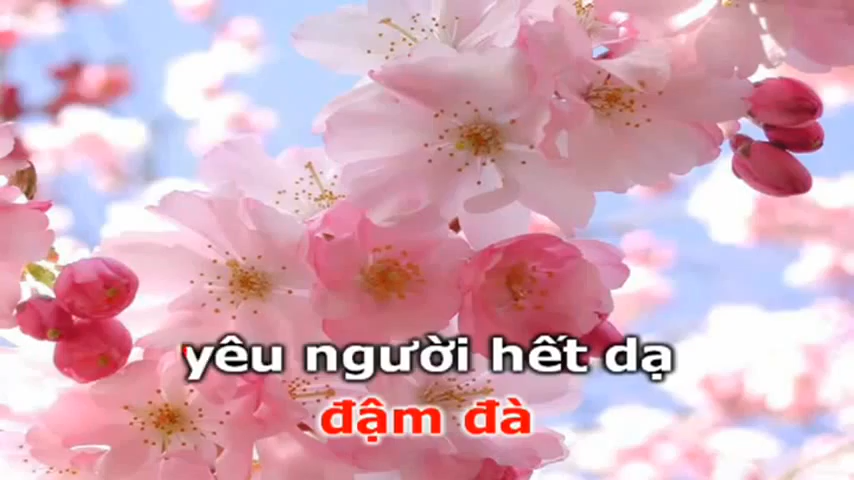 yêu người hết dạ
đậm đà